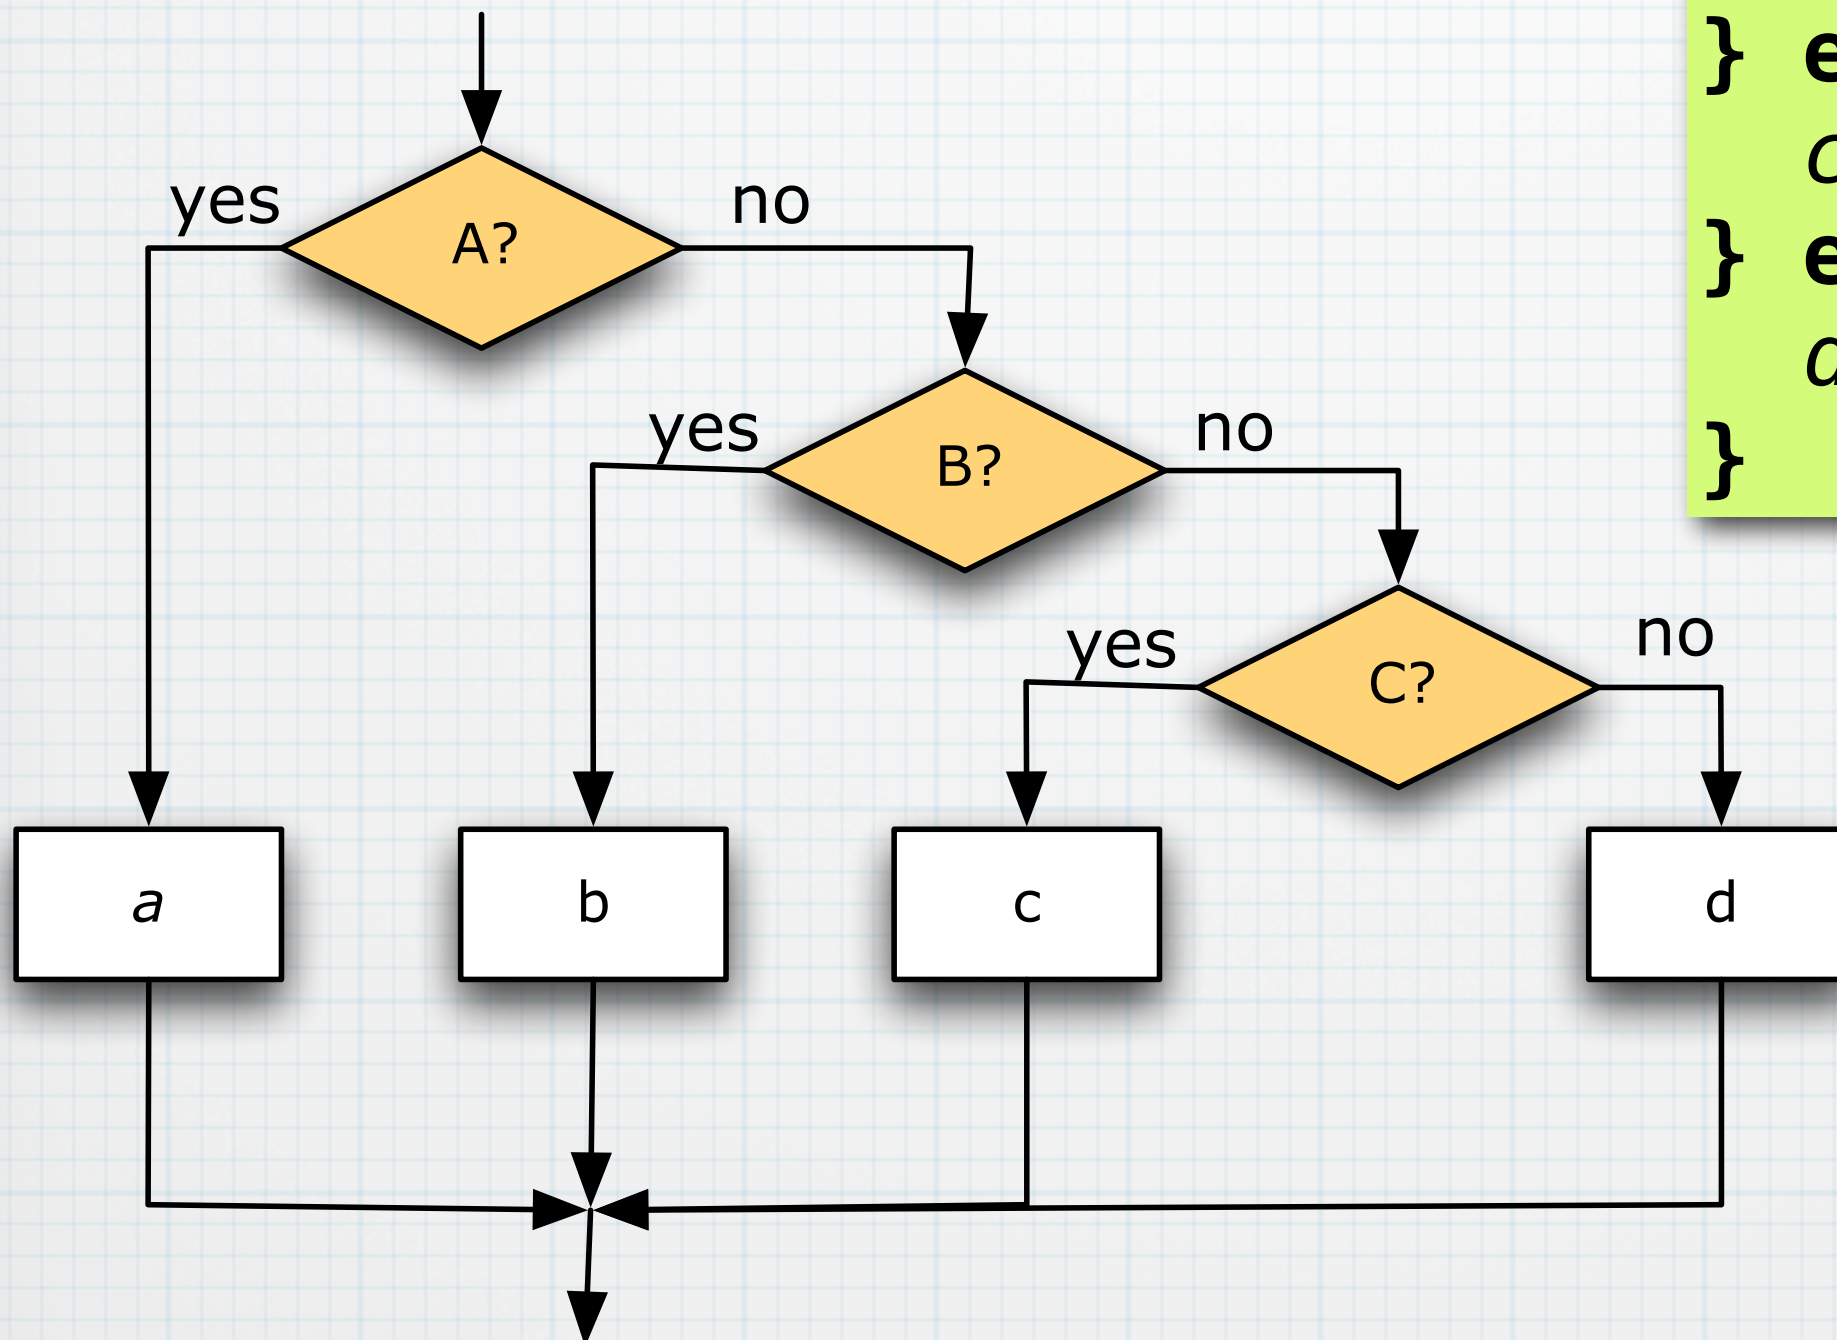 yes
no
A?
yes
no
B?
yes
no
C?
a
b
c
d
}
}
}